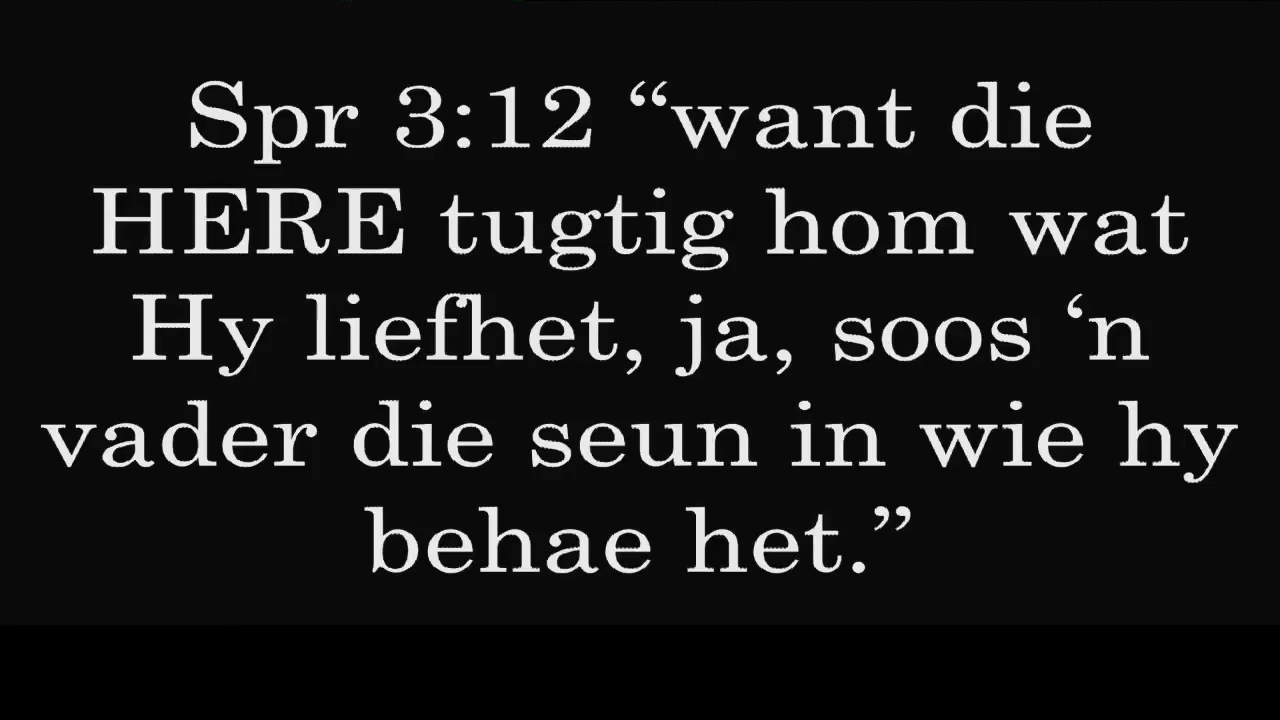 Spr 3:12 “want die
HERE tugtig hom wat
Hy liefhet, ja, soos ‘n
vader die seun in wie hy
behae het.”